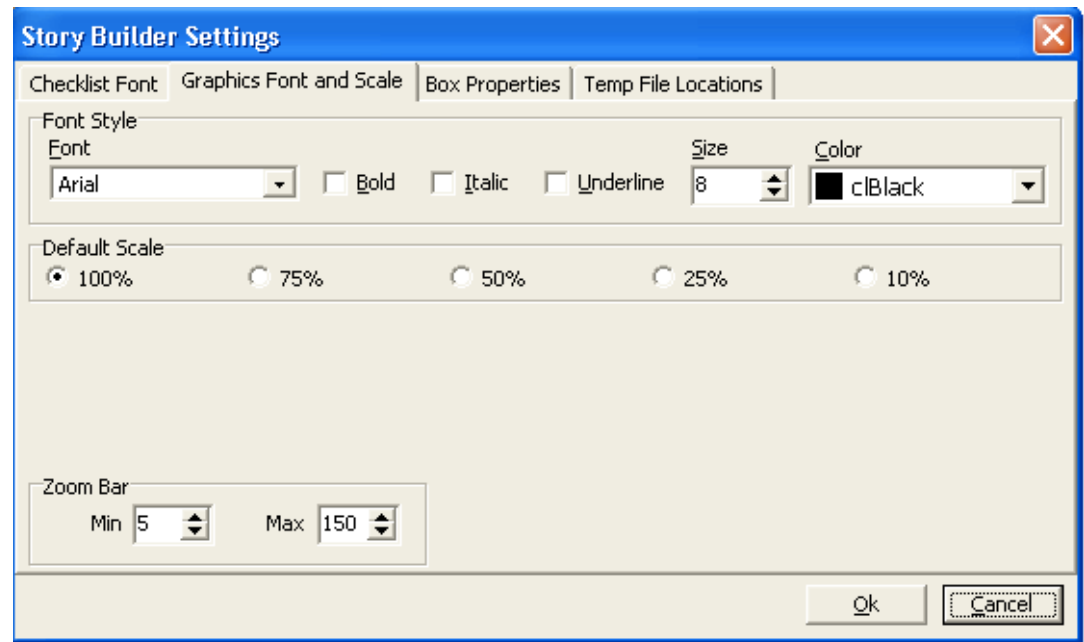 Story Builder Settings
Checklist Font Graphics Font and Scale Box Properties Temp File Locations
Font Style
Font Size Color
Arial Bold Italic Underline 8 clBlack
Default Scale
100% 75% 50% 25% 10%
Zoom Bar
Min 5 Max 150
Ok Cancel